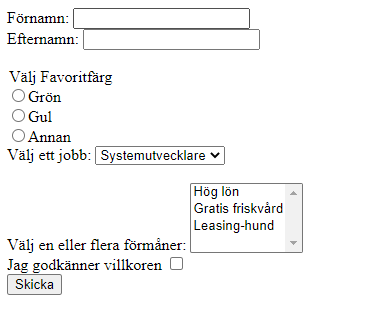 Förnamn:
Efternamn:
Välj Favoritfärg
Grön
Gul
Annan
Välj ett jobb: Systemutvecklare
Hög lön
Gratis friskvård
Leasing-hund
Välj en eller flera förmåner:
Jag godkänner villkoren
Skicka